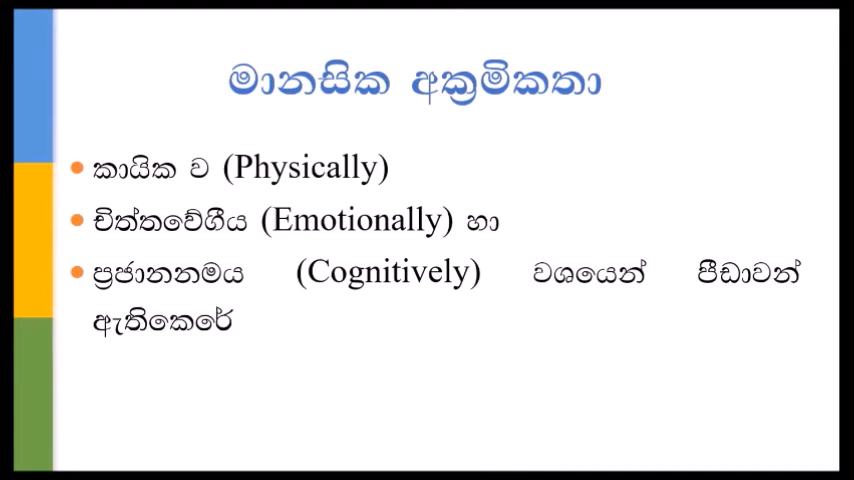 මානසික අක්‍රමිකතා
• කායික ව (Physically)
• චිත්තවේගීය (Emotionally) හා
• ප්‍රජානනමය (Cognitively) වශයෙන් පීඩාවන්
ඇතිකෙරේ